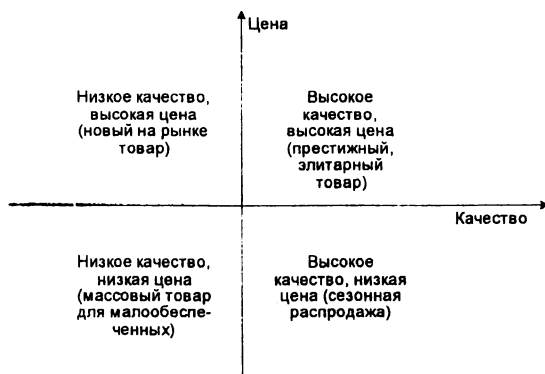 Цена
Низкое качество,
высокая цена
(новый на рынке
товар)
Высокое
качество,
высокая цена
(престижный,
элитарный
товар)
Качество
Низкое качество,
низкая цена
(массовый товар
для малообеспе-
ченных)
Высокое
качество, низкая
цена (сезонная
распродажа)